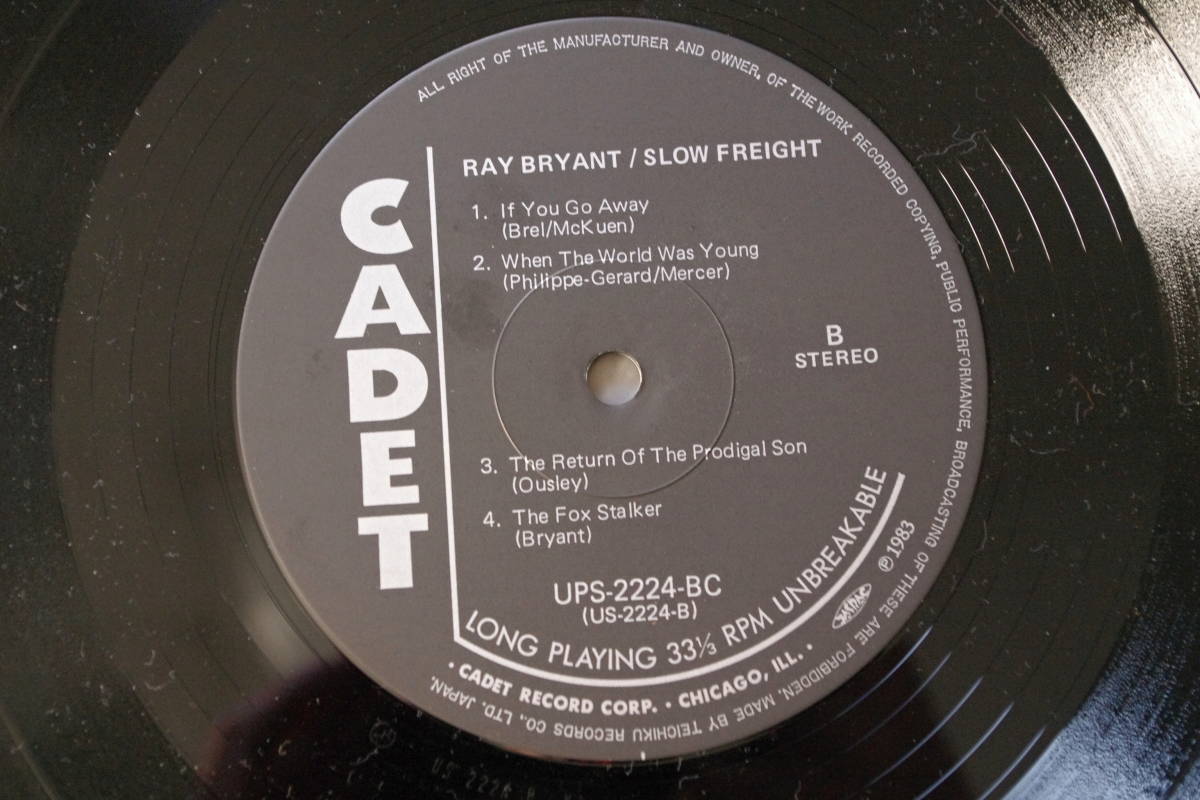 ALL RIGHT OF THE MANUFACTURER AND OWNER, OF THE WORK RECORDED COPYING, PUBLIC PERFORMANCE, BROADCASTING OF THESE ARE FORBIDDEN. MADE BY TEICHIKU RECORDS CO., LTD. JAPAN.
CADET
RAY BRYANT / SLOW FREIGHT
1. If You Go Away
(Brel/McKuen)
2. When The World Was Young
(Philippe-Gerard/Mercer)
B
STEREO
3. The Return Of The Prodigal Son
(Ousley)
4. The Fox Stalker
(Bryant)
UPS-2224-BC
(US-2224-B)
LONG PLAYING 33⅓ RPM UNBREAKABLE
℗1983
• CADET RECORD CORP. • CHICAGO, ILL. •